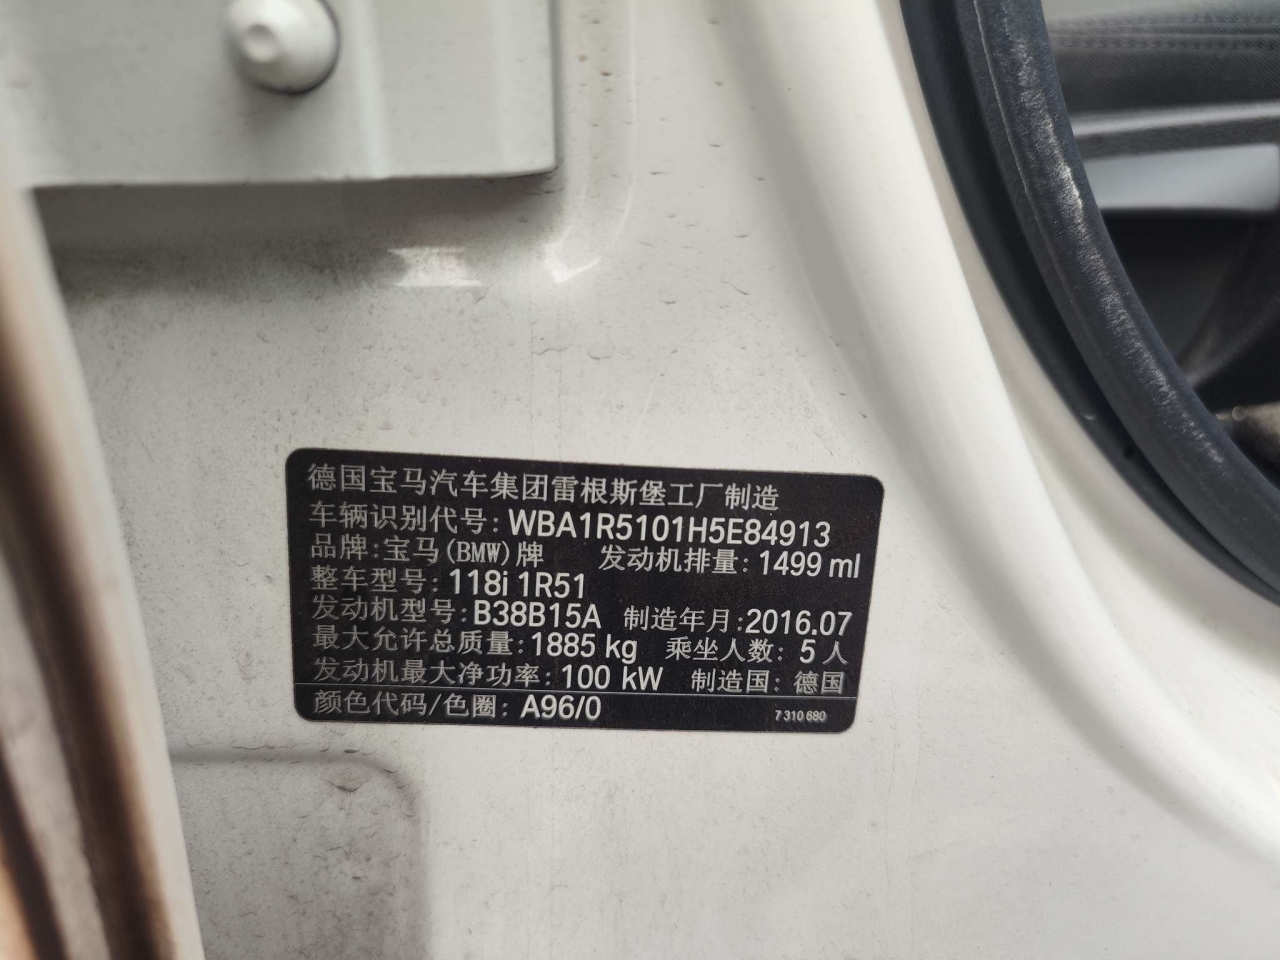 德国宝马汽车集团雷根斯堡工厂制造
车辆识别代号: WBA1R5101H5E84913
品牌: 宝马(BMW)牌 发动机排量: 1499 ml
整车型号: 118i 1R51
发动机型号: B38B15A 制造年月: 2016.07
最大允许总质量: 1885 kg 乘坐人数: 5 人
发动机最大净功率: 100 kW 制造国: 德国
颜色代码/色圈: A96/0 7 310 680